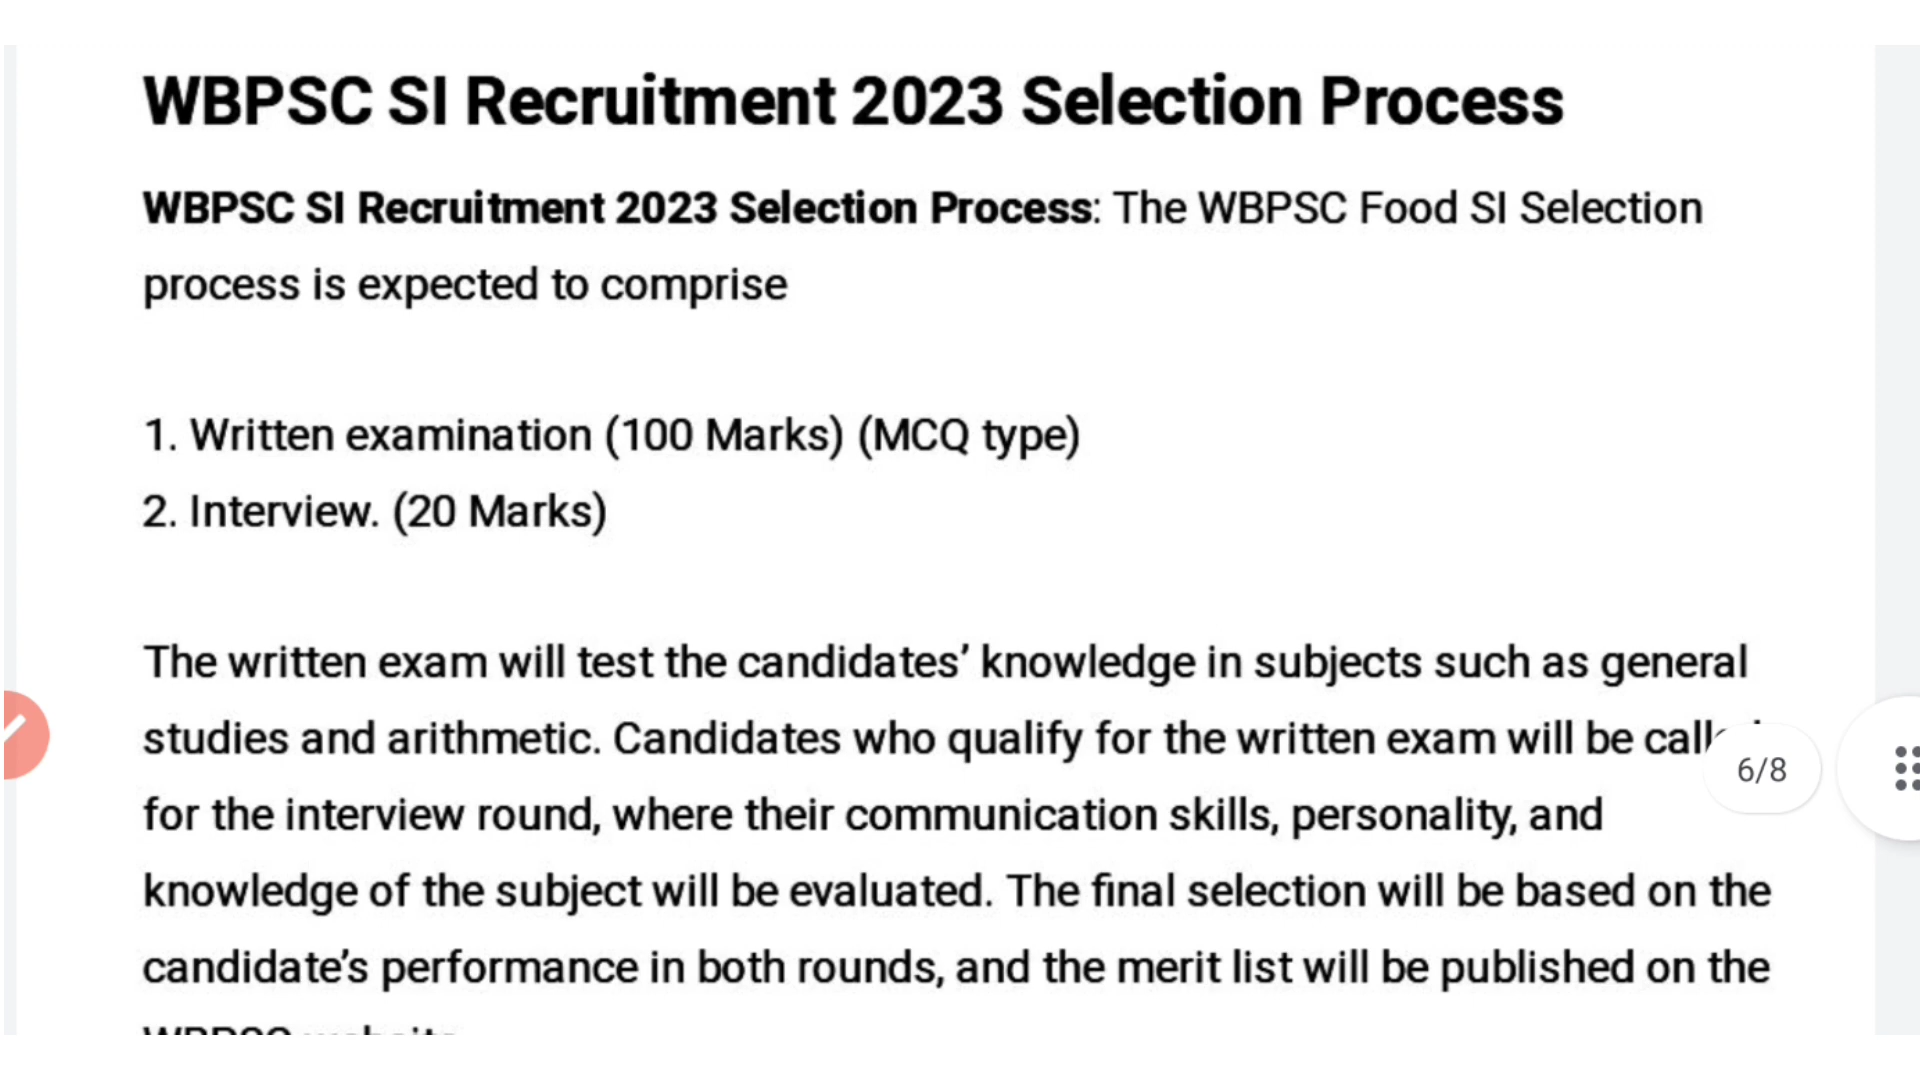 WBPSC SI Recruitment 2023 Selection Process
WBPSC SI Recruitment 2023 Selection Process: The WBPSC Food SI Selection
process is expected to comprise
1. Written examination (100 Marks) (MCQ type)
2. Interview. (20 Marks)
The written exam will test the candidates’ knowledge in subjects such as general
studies and arithmetic. Candidates who qualify for the written exam will be
6/8
for the interview round, where their communication skills, personality, and
knowledge of the subject will be evaluated. The final selection will be based on the
candidate’s performance in both rounds, and the merit list will be published on the